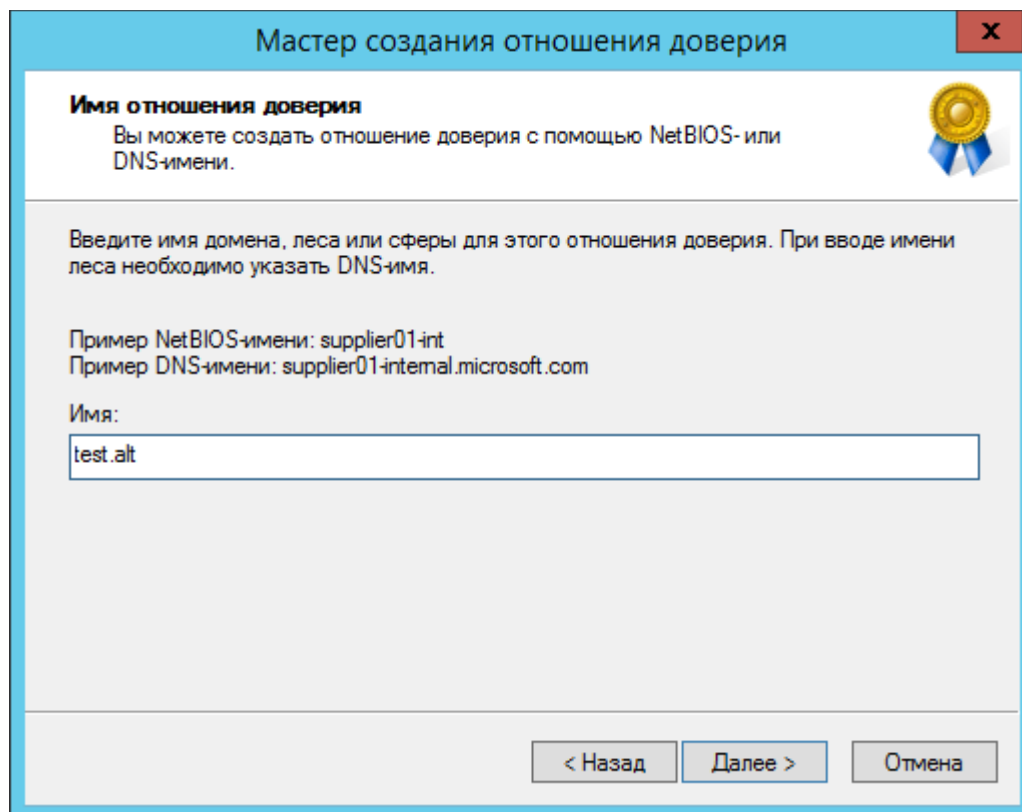 Мастер создания отношения доверия
x
Имя отношения доверия
Вы можете создать отношение доверия с помощью NetBIOS- или
DNS-имени.
Введите имя домена, леса или сферы для этого отношения доверия. При вводе имени
леса необходимо указать DNS-имя.
Пример NetBIOS-имени: supplier01-int
Пример DNS-имени: supplier01-internal.microsoft.com
Имя:
test.alt
< Назад
Далее >
Отмена